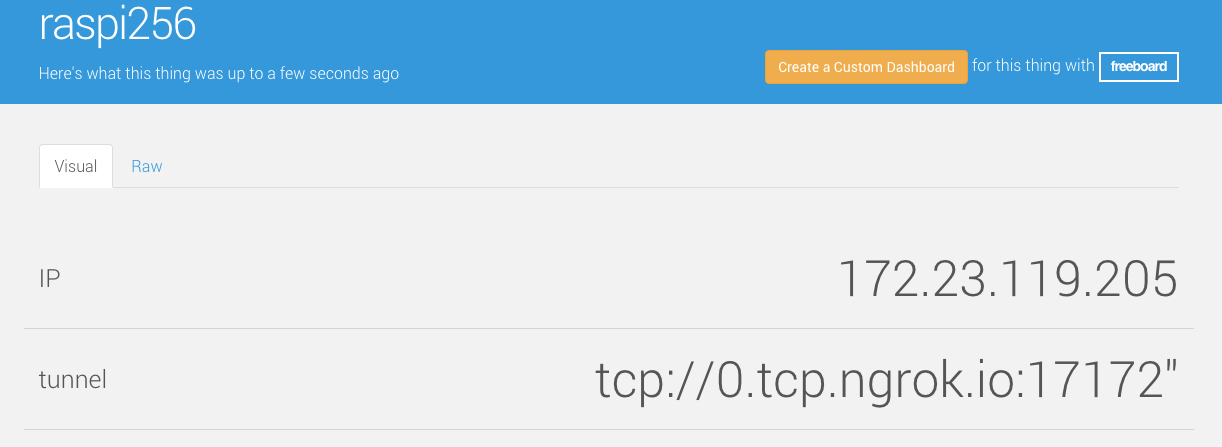 raspi256
Here's what this thing was up to a few seconds ago
Create a Custom Dashboard for this thing with freeboard
Visual Raw
IP 172.23.119.205
tunnel tcp://0.tcp.ngrok.io:17172"